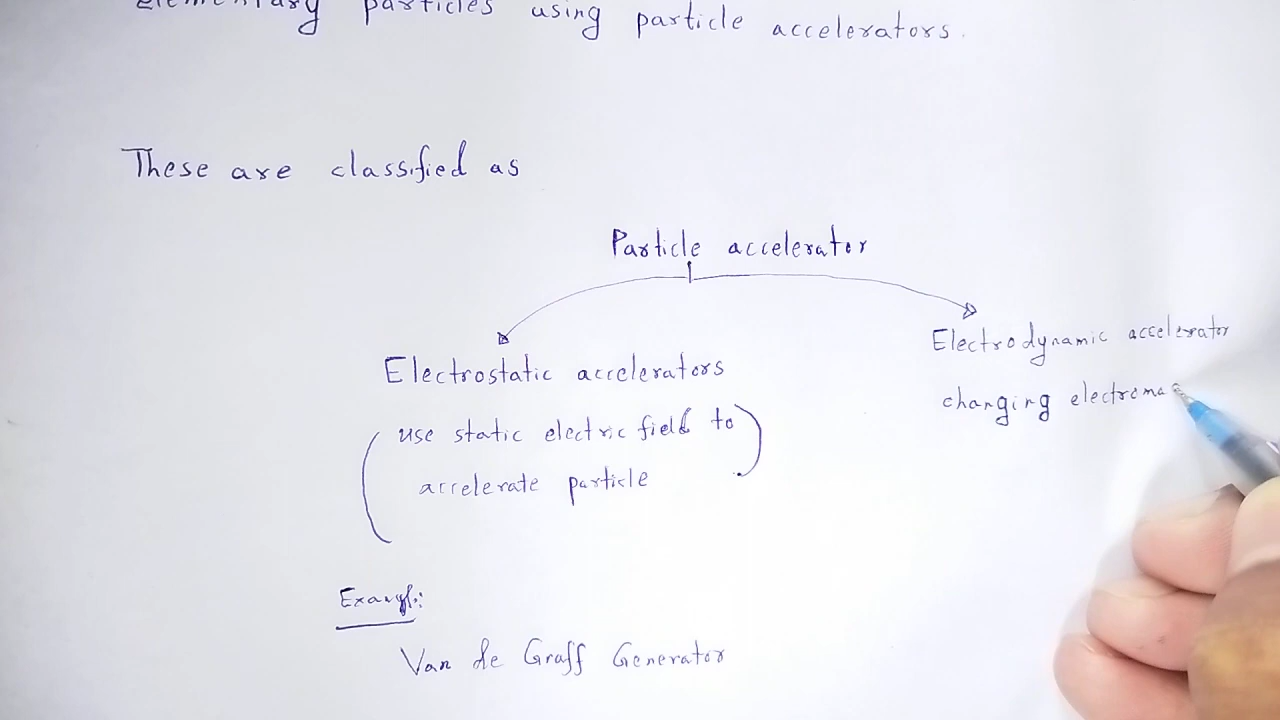 elementary particles using particle accelerators.
These are classified as
Particle accelerator
Electrostatic accelerators
(use static electric field to
accelerate particle)
Electrodynamic accelerator
changing electroma
Example:
Van de Graff Generator